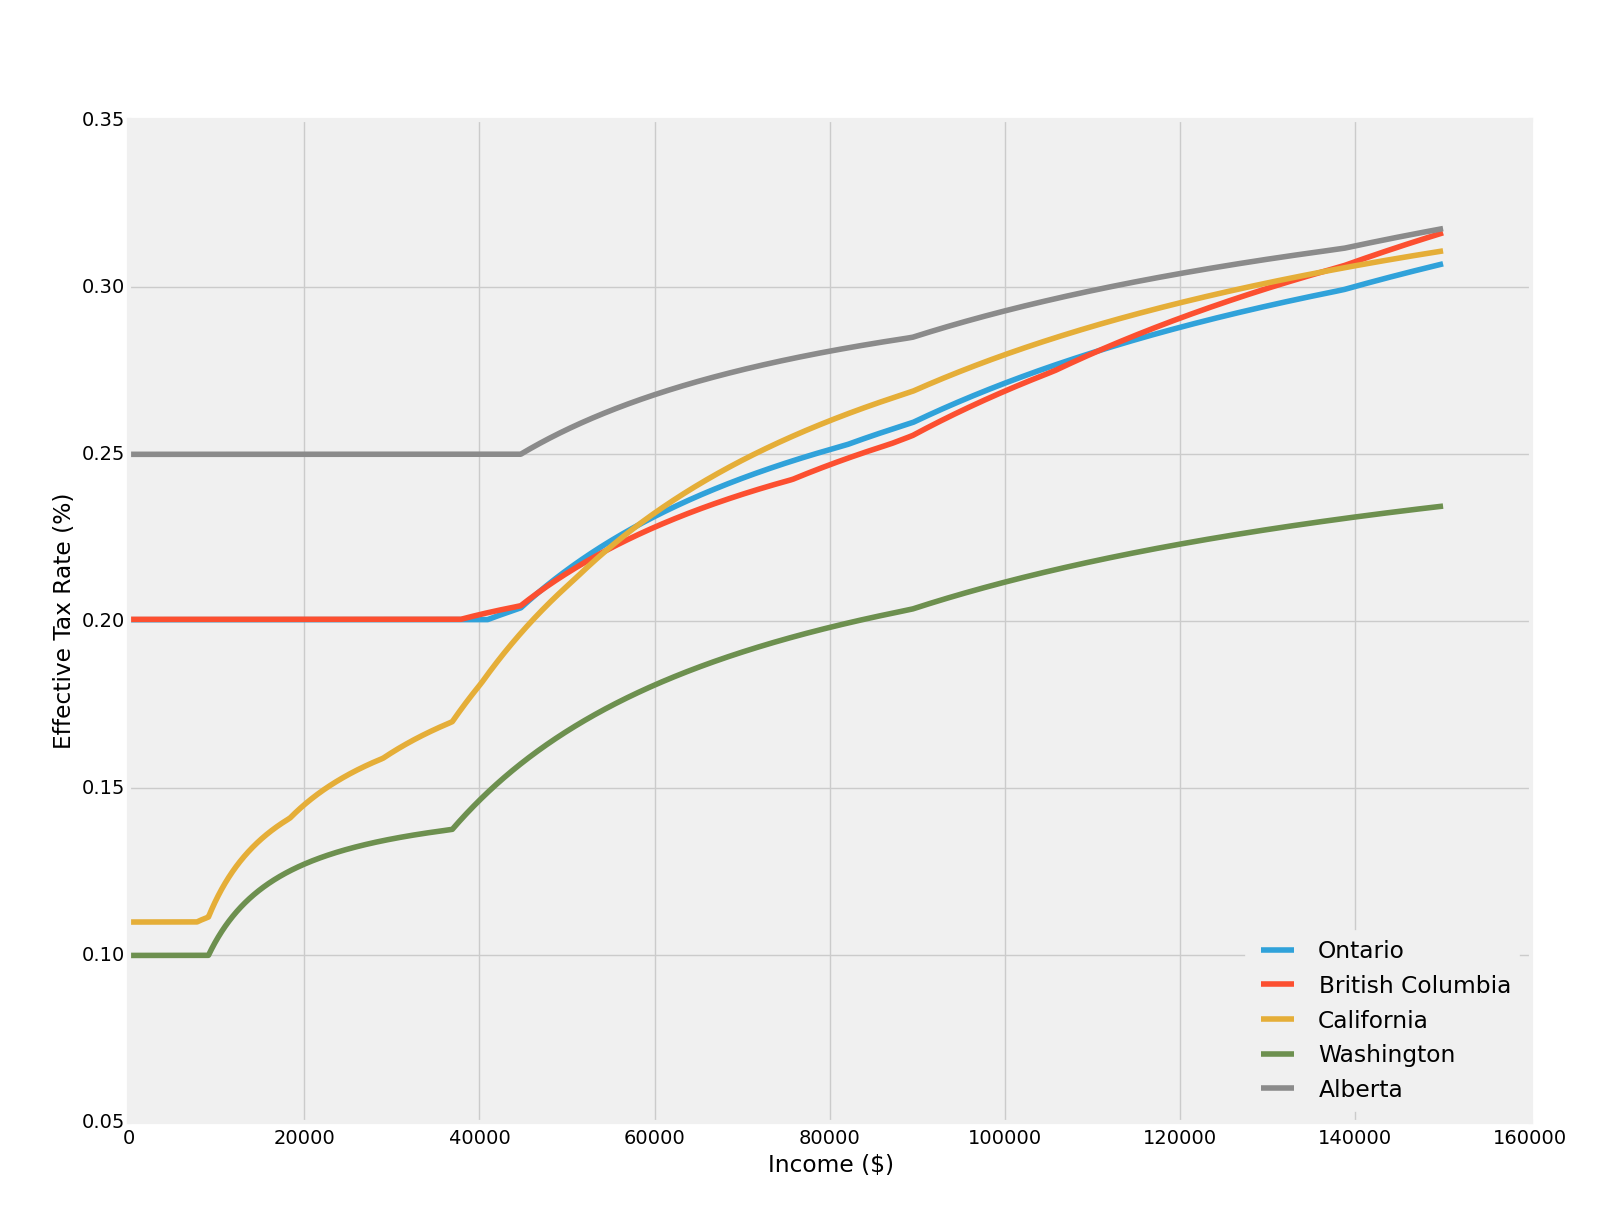 0.35
0.30
0.25
0.20
0.15
0.10
0.05
Effective Tax Rate (%)
0 20000 40000 60000 80000 100000 120000 140000 160000
Income ($)
Ontario
British Columbia
California
Washington
Alberta